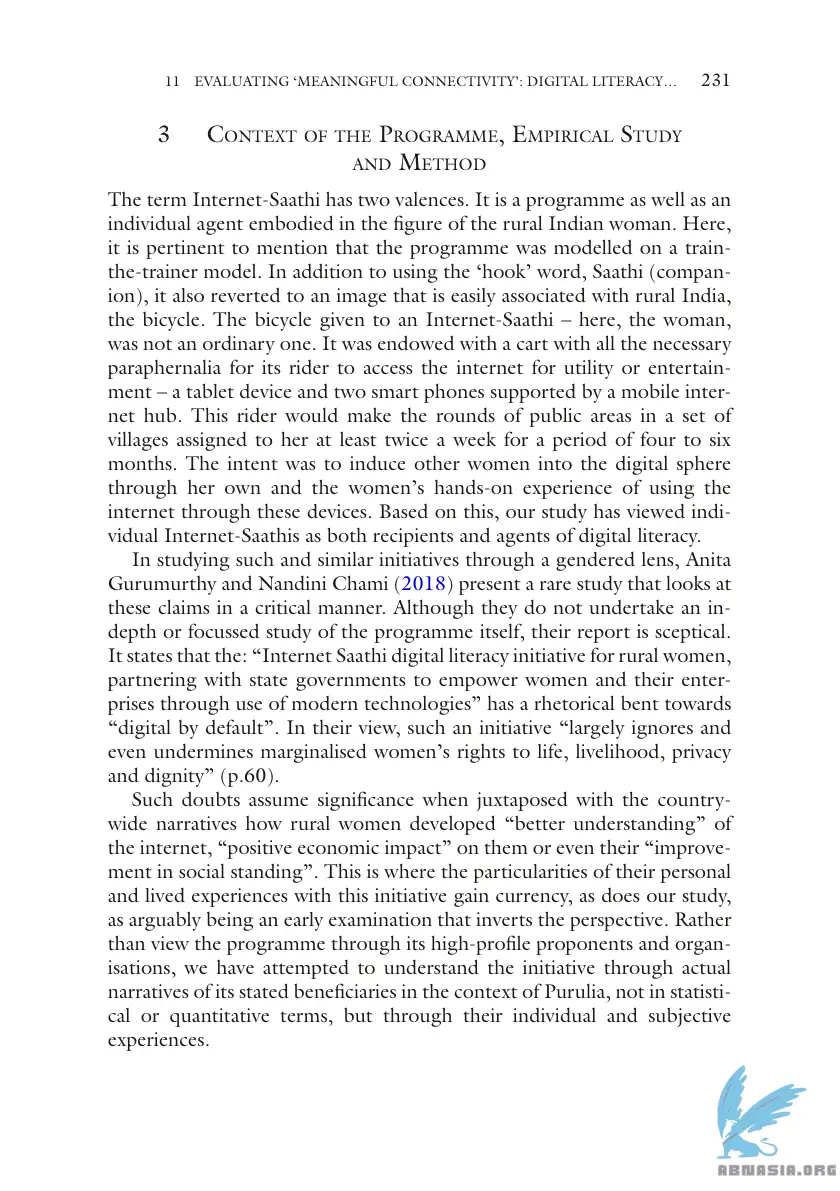 11 EVALUATING ‘MEANINGFUL CONNECTIVITY’: DIGITAL LITERACY… 231
3 Context of the Programme, Empirical Study
and Method
The term Internet-Saathi has two valences. It is a programme as well as an
individual agent embodied in the figure of the rural Indian woman. Here,
it is pertinent to mention that the programme was modelled on a train-
the-trainer model. In addition to using the ‘hook’ word, Saathi (compan-
ion), it also reverted to an image that is easily associated with rural India,
the bicycle. The bicycle given to an Internet-Saathi – here, the woman,
was not an ordinary one. It was endowed with a cart with all the necessary
paraphernalia for its rider to access the internet for utility or entertain-
ment – a tablet device and two smart phones supported by a mobile inter-
net hub. This rider would make the rounds of public areas in a set of
villages assigned to her at least twice a week for a period of four to six
months. The intent was to induce other women into the digital sphere
through her own and the women’s hands-on experience of using the
internet through these devices. Based on this, our study has viewed indi-
vidual Internet-Saathis as both recipients and agents of digital literacy.
In studying such and similar initiatives through a gendered lens, Anita
Gurumurthy and Nandini Chami (2018) present a rare study that looks at
these claims in a critical manner. Although they do not undertake an in-
depth or focussed study of the programme itself, their report is sceptical.
It states that the: “Internet Saathi digital literacy initiative for rural women,
partnering with state governments to empower women and their enter-
prises through use of modern technologies” has a rhetorical bent towards
“digital by default”. In their view, such an initiative “largely ignores and
even undermines marginalised women’s rights to life, livelihood, privacy
and dignity” (p.60).
Such doubts assume significance when juxtaposed with the country-
wide narratives how rural women developed “better understanding” of
the internet, “positive economic impact” on them or even their “improve-
ment in social standing”. This is where the particularities of their personal
and lived experiences with this initiative gain currency, as does our study,
as arguably being an early examination that inverts the perspective. Rather
than view the programme through its high-profile proponents and organ-
isations, we have attempted to understand the initiative through actual
narratives of its stated beneficiaries in the context of Purulia, not in statisti-
cal or quantitative terms, but through their individual and subjective
experiences.
ABNASIA.ORG